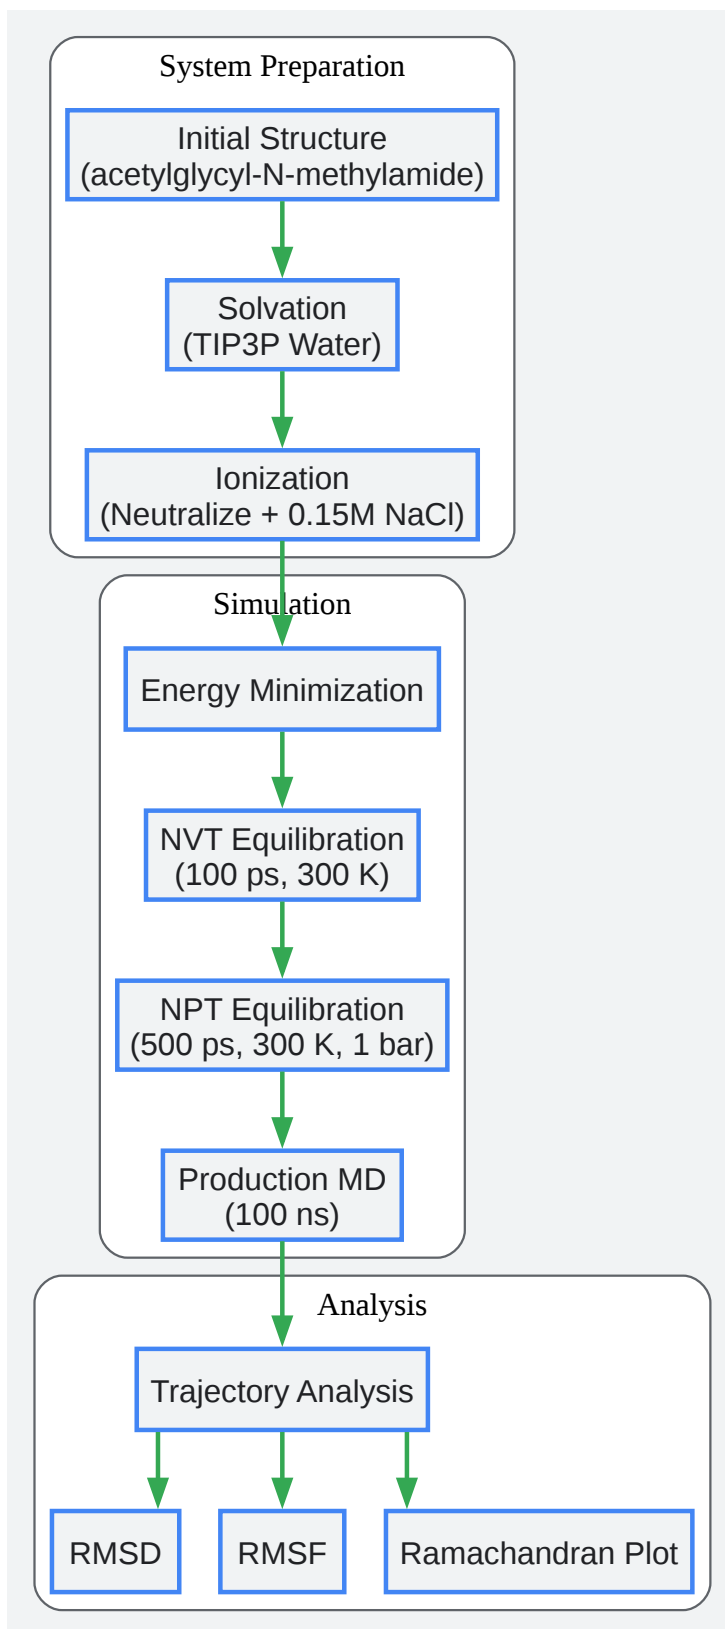 System Preparation
Initial Structure
(acetylglycyl-N-methylamide)
Solvation
(TIP3P Water)
Ionization
(Neutralize + 0.15M NaCl)
Simulation
Energy Minimization
NVT Equilibration
(100 ps, 300 K)
NPT Equilibration
(500 ps, 300 K, 1 bar)
Production MD
(100 ns)
Analysis
Trajectory Analysis
RMSD
RMSF
Ramachandran Plot